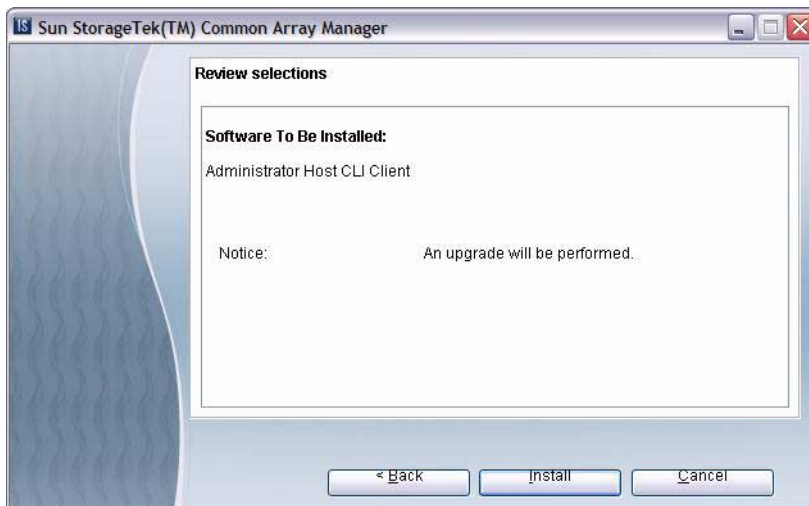 IS Sun StorageTek(TM) Common Array Manager
Review selections
Software To Be Installed:
Administrator Host CLI Client
Notice: An upgrade will be performed.
< Back Install Cancel